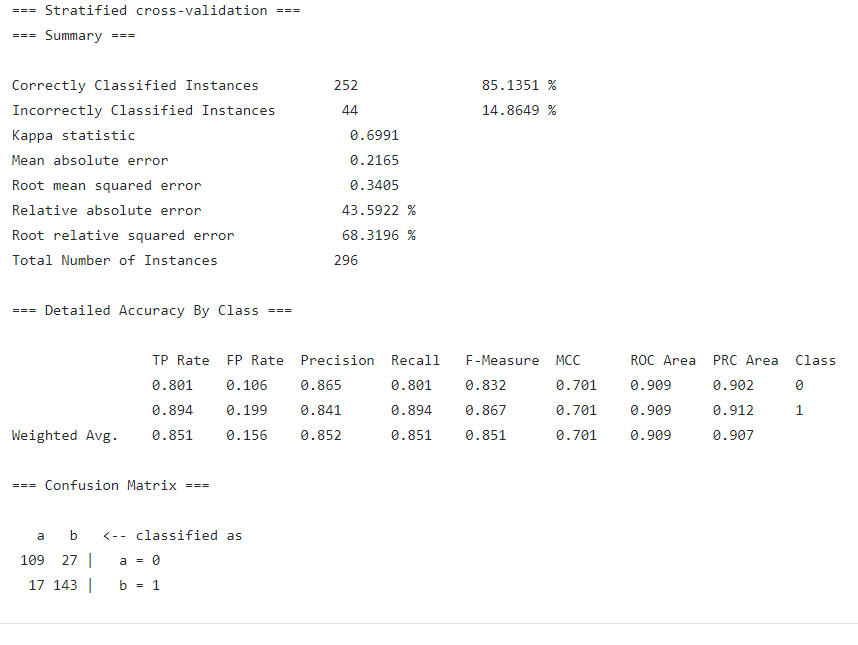 === Stratified cross-validation ===
=== Summary ===
Correctly Classified Instances 252 85.1351 %
Incorrectly Classified Instances 44 14.8649 %
Kappa statistic 0.6991
Mean absolute error 0.2165
Root mean squared error 0.3405
Relative absolute error 43.5922 %
Root relative squared error 68.3196 %
Total Number of Instances 296
=== Detailed Accuracy By Class ===
TP Rate FP Rate Precision Recall F-Measure MCC ROC Area PRC Area Class
0.801 0.106 0.865 0.801 0.832 0.701 0.909 0.902 0
0.894 0.199 0.841 0.894 0.867 0.701 0.909 0.912 1
Weighted Avg. 0.851 0.156 0.852 0.851 0.851 0.701 0.909 0.907
=== Confusion Matrix ===
a b <-- classified as
109 27 | a = 0
17 143 | b = 1